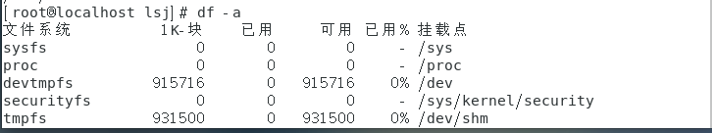 [root@localhost lsj]# df -a
文件系统 1K-块 已用 可用 已用% 挂载点
sysfs 0 0 0 - /sys
proc 0 0 0 - /proc
devtmpfs 915716 0 915716 0% /dev
securityfs 0 0 0 - /sys/kernel/security
tmpfs 931500 0 931500 0% /dev/shm